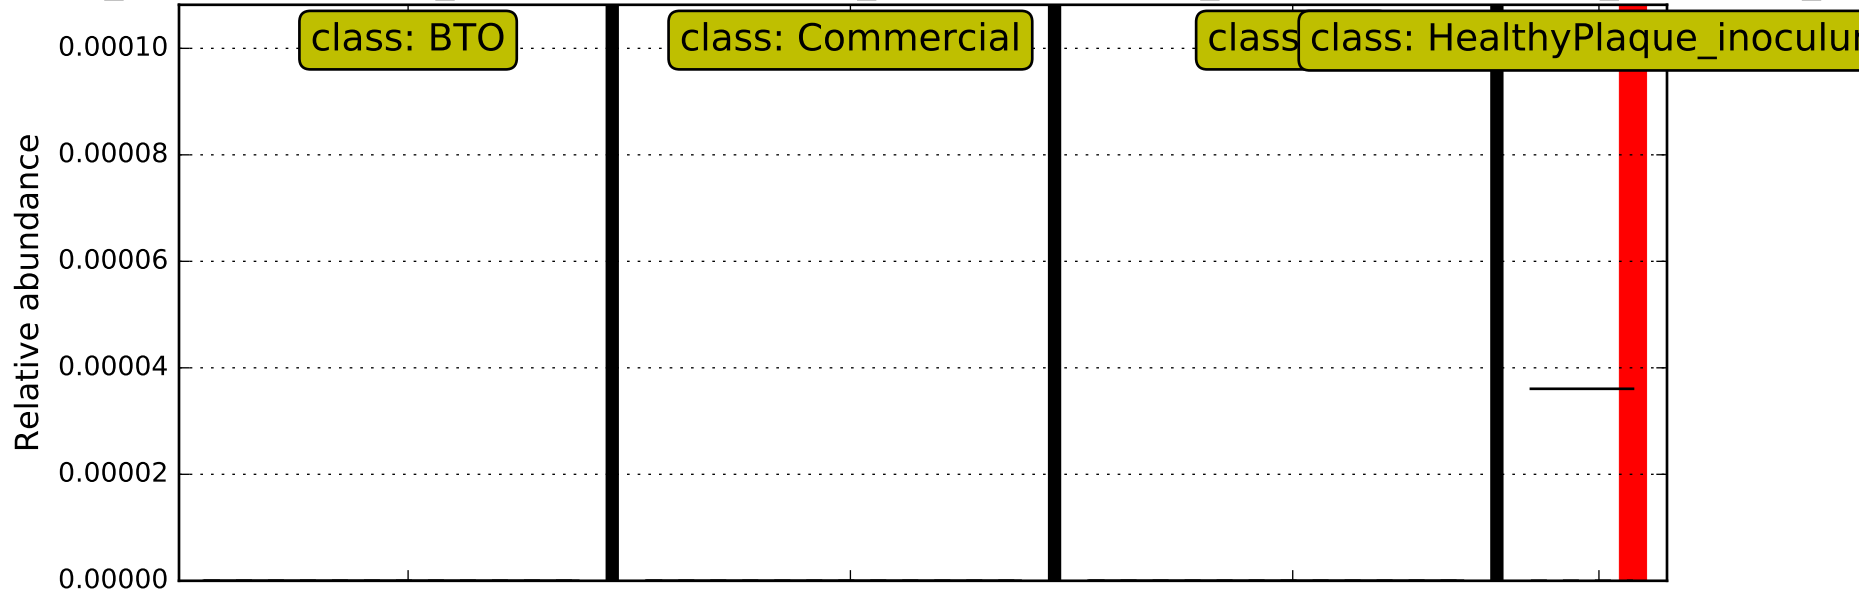 class: BTO
class: Commercial
class
class: HealthyPlaque_inoculu
0.00010
0.00008
0.00006
0.00004
0.00002
0.00000
Relative abundance